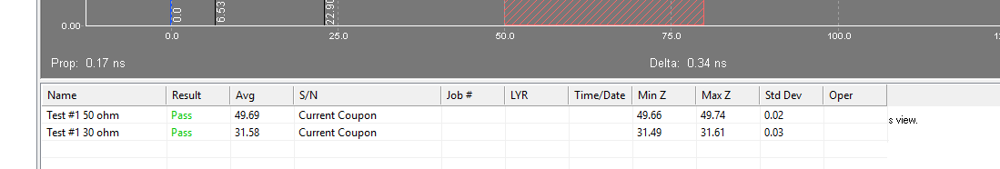 0.0
6.53
22.90
0.00
0.0 25.0 50.0 75.0 100.0
Prop: 0.17 ns Delta: 0.34 ns
Name Result Avg S/N Job # LYR Time/Date Min Z Max Z Std Dev Oper
Test #1 50 ohm Pass 49.69 Current Coupon 49.66 49.74 0.02
s view.
Test #1 30 ohm Pass 31.58 Current Coupon 31.49 31.61 0.03